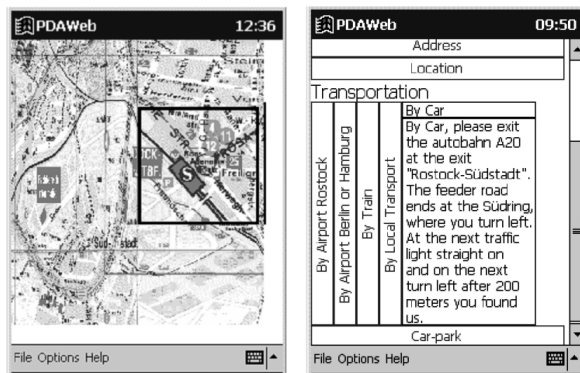 PDAWeb 12:36
S
Süd- stadt
File Options Help
PDAWeb 09:50
Address
Location
Transportation
By Airport Rostock
By Airport Berlin or Hamburg
By Train
By Local Transport
By Car
By Car, please exit
the autobahn A20
at the exit
"Rostock-Südstadt".
The feeder road
ends at the Südring,
where you turn left.
At the next traffic
light straight on
and on the next
turn left after 200
meters you found
us.
Car-park
File Options Help